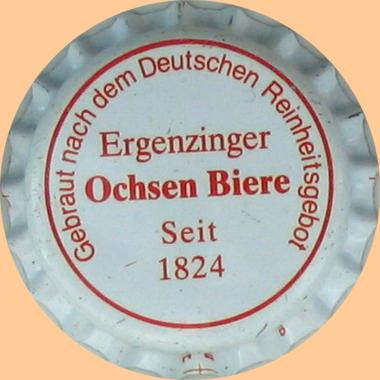 Gebraut nach dem Deutschen Reinheitsgebot
Ergenzinger
Ochsen Biere
Seit
1824